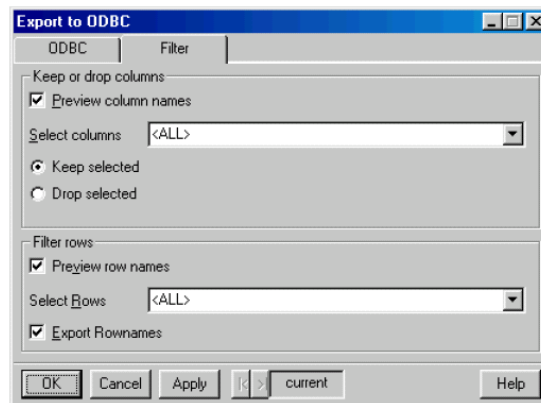 Export to ODBC
ODBC Filter
Keep or drop columns
Preview column names
Select columns <ALL>
Keep selected
Drop selected
Filter rows
Preview row names
Select Rows <ALL>
Export Rownames
OK Cancel Apply |< >| current Help